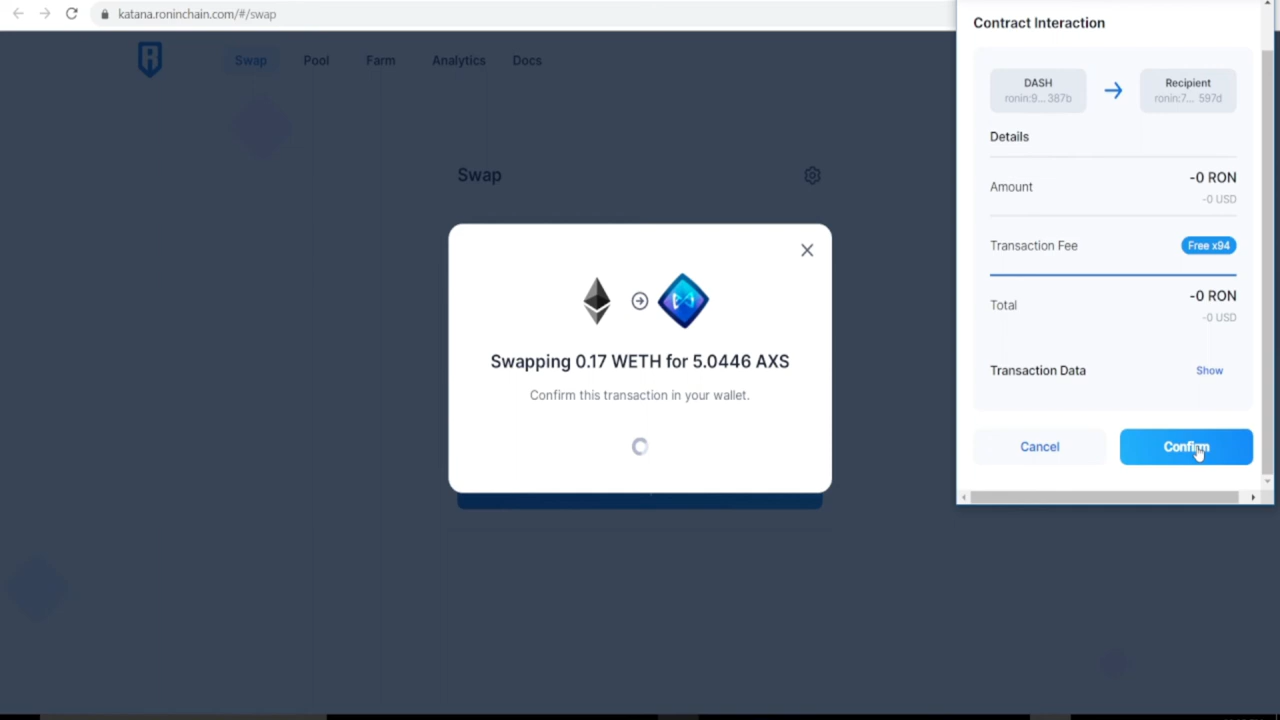 katana.roninchain.com/#/swap
Swap
Pool
Farm
Analytics
Docs
Swap
Swapping 0.17 WETH for 5.0446 AXS
Confirm this transaction in your wallet.
Contract Interaction
DASH
ronin:9... 387b
Recipient
ronin:7... 597d
Details
Amount
-0 RON
-0 USD
Transaction Fee
Free x94
Total
-0 RON
-0 USD
Transaction Data
Show
Cancel
Confirm